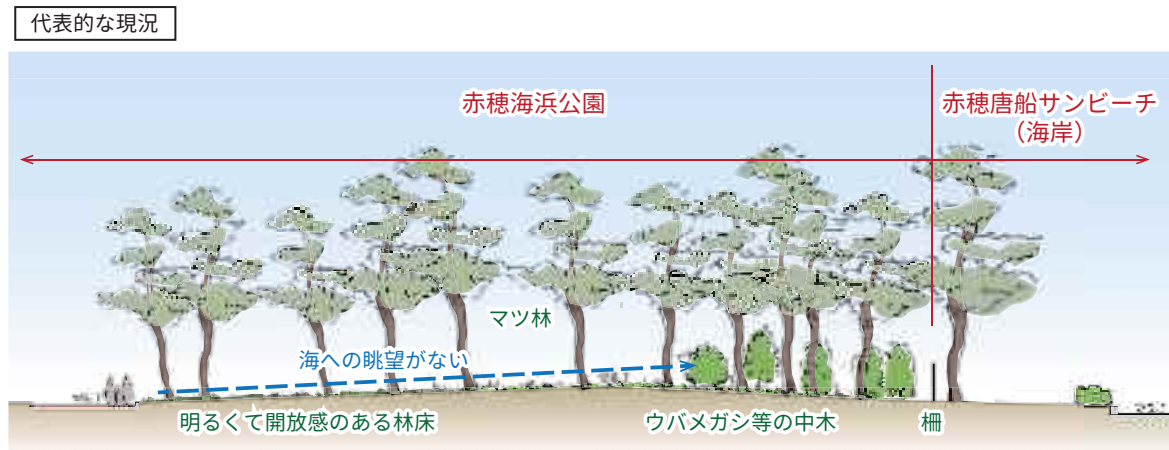 代表的な現況
赤穂海浜公園
赤穂唐船サンビーチ
（海岸）
マツ林
海への眺望がない
明るくて開放感のある林床
ウバメガシ等の中木
柵